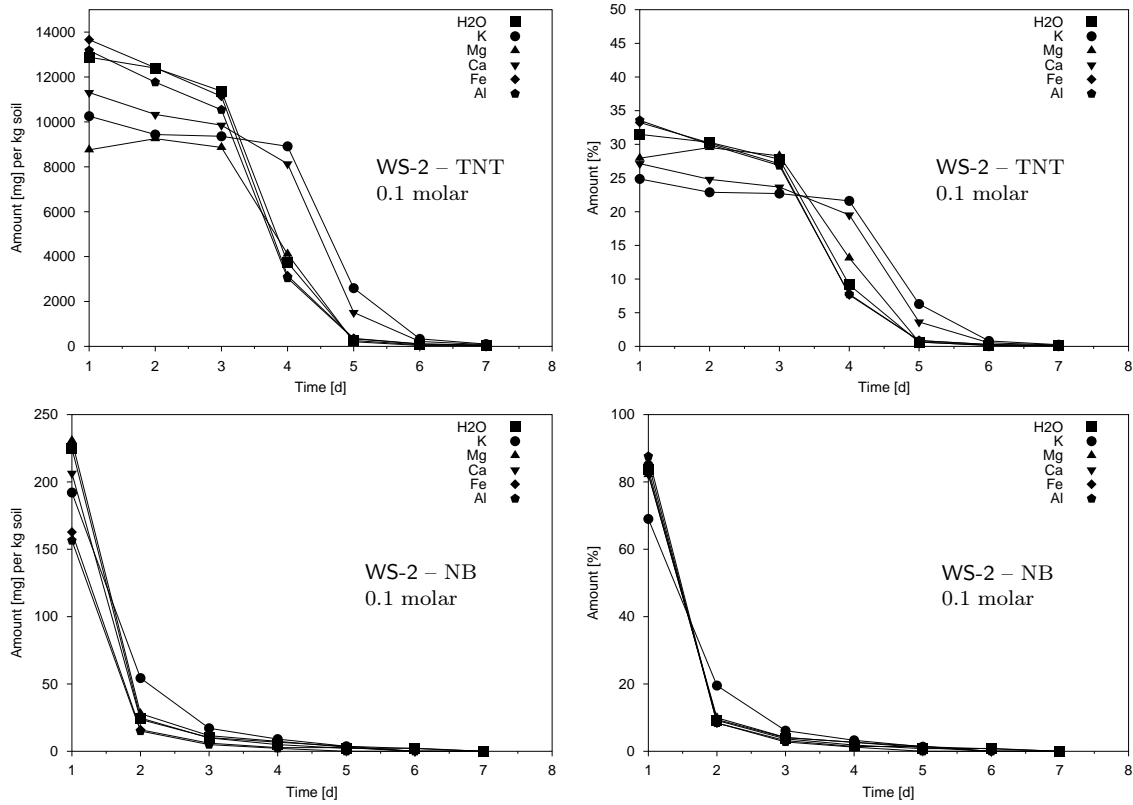 Amount [mg] per kg soil
14000
12000
10000
8000
6000
4000
2000
0
1 2 3 4 5 6 7 8
Time [d]
H2O
K
Mg
Ca
Fe
Al
WS-2 – TNT
0.1 molar
Amount [%]
50
45
40
35
30
25
20
15
10
5
0
1 2 3 4 5 6 7 8
Time [d]
H2O
K
Mg
Ca
Fe
Al
WS-2 – TNT
0.1 molar
Amount [mg] per kg soil
250
200
150
100
50
0
1 2 3 4 5 6 7 8
Time [d]
H2O
K
Mg
Ca
Fe
Al
WS-2 – NB
0.1 molar
Amount [%]
100
80
60
40
20
0
1 2 3 4 5 6 7 8
Time [d]
H2O
K
Mg
Ca
Fe
Al
WS-2 – NB
0.1 molar